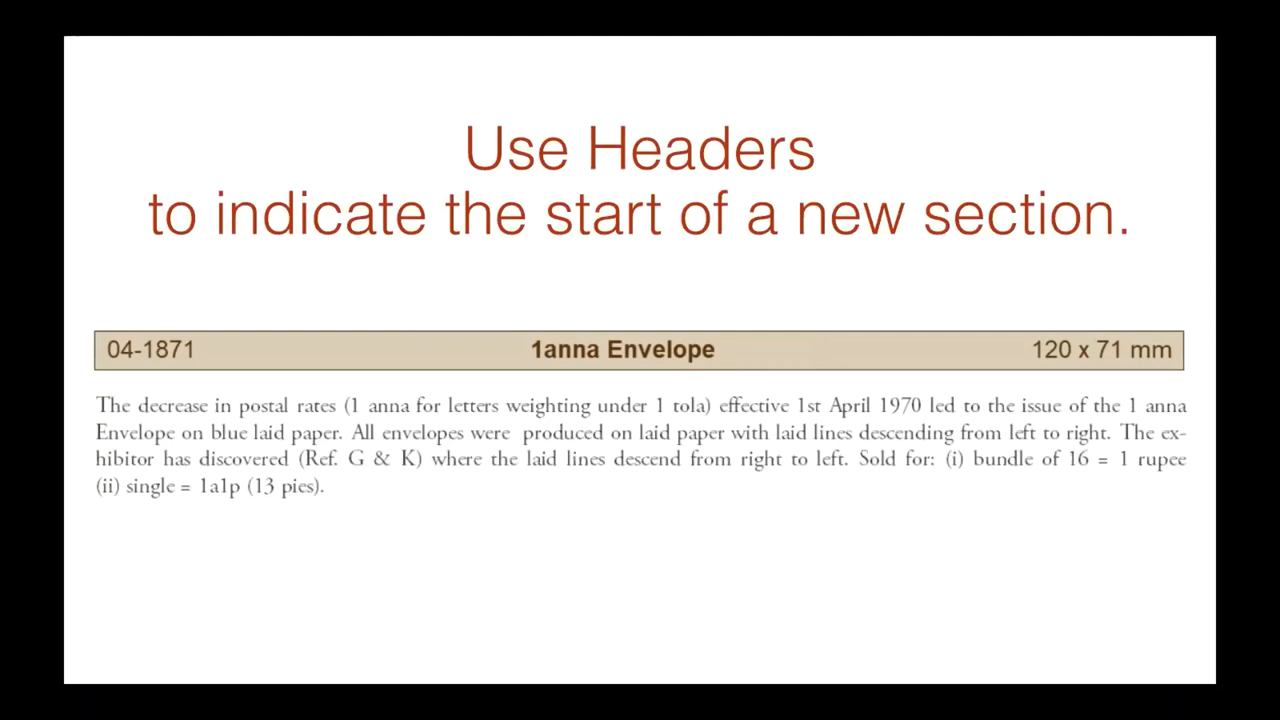 Use Headers
to indicate the start of a new section.
04-1871 1anna Envelope 120 x 71 mm
The decrease in postal rates (1 anna for letters weighting under 1 tola) effective 1st April 1970 led to the issue of the 1 anna
Envelope on blue laid paper. All envelopes were produced on laid paper with laid lines descending from left to right. The ex-
hibitor has discovered (Ref. G & K) where the laid lines descend from right to left. Sold for: (i) bundle of 16 = 1 rupee
(ii) single = 1a1p (13 pies).